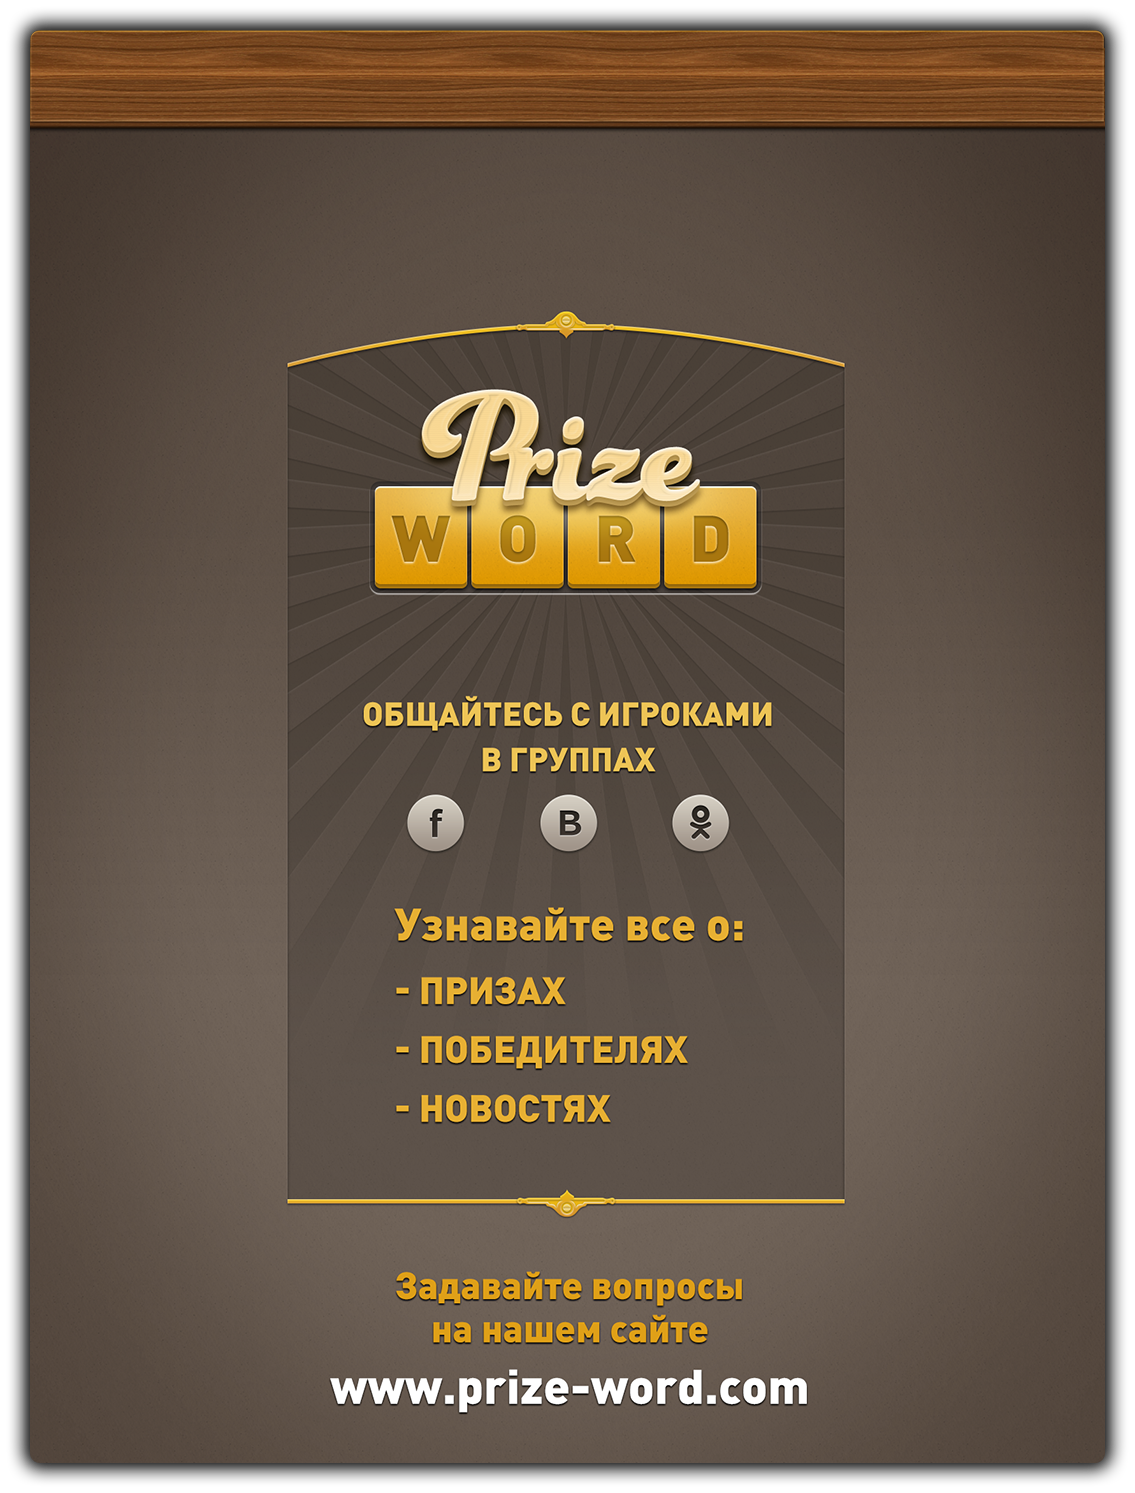 Prize
WORD
ОБЩАЙТЕСЬ С ИГРОКАМИ
В ГРУППАХ
f В
Узнавайте все о:
- ПРИЗАХ
- ПОБЕДИТЕЛЯХ
- НОВОСТЯХ
Задавайте вопросы
на нашем сайте
www.prize-word.com